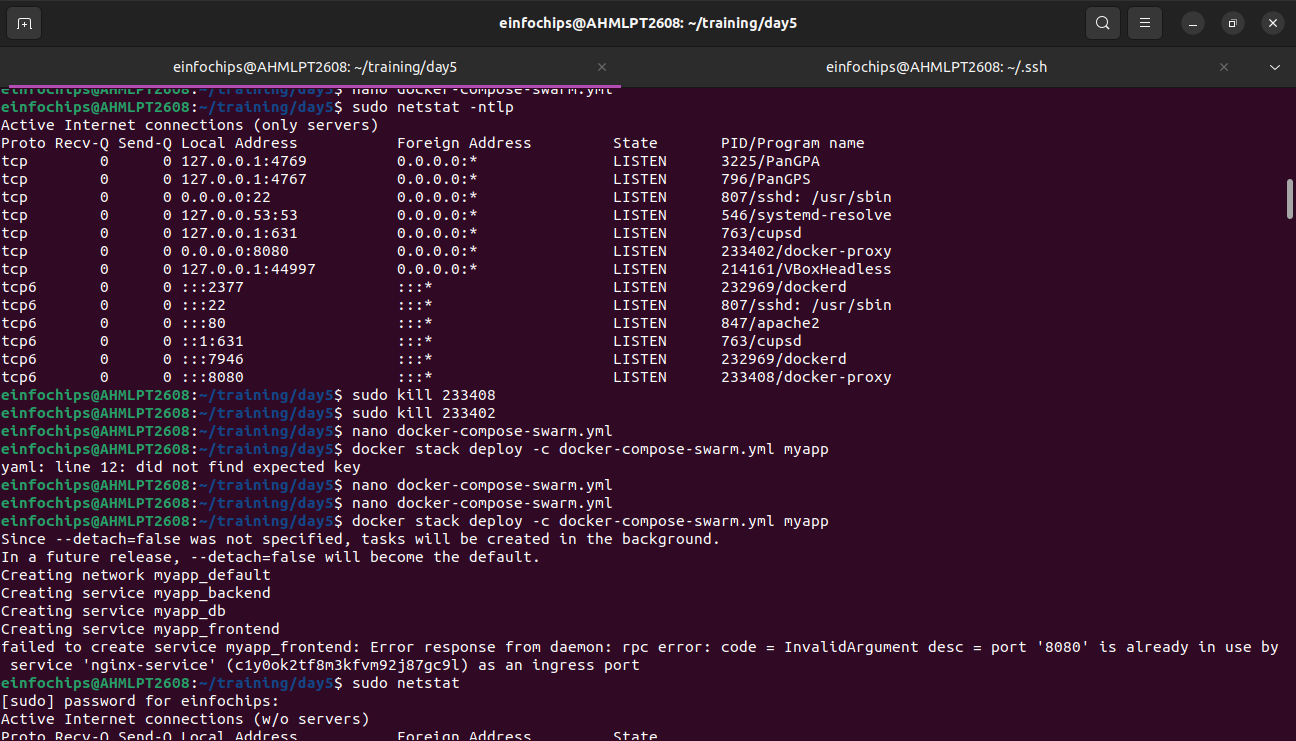 einfochips@AHMLPT2608: ~/training/day5
einfochips@AHMLPT2608: ~/training/day5
einfochips@AHMLPT2608: ~/.ssh
einfochips@AHMLPT2608:~/training/day5$ nano docker-compose-swarm.yml
einfochips@AHMLPT2608:~/training/day5$ sudo netstat -ntlp
Active Internet connections (only servers)
Proto Recv-Q Send-Q Local Address           Foreign Address         State       PID/Program name
tcp        0      0 127.0.0.1:4769          0.0.0.0:*               LISTEN      3225/PanGPA
tcp        0      0 127.0.0.1:4767          0.0.0.0:*               LISTEN      796/PanGPS
tcp        0      0 0.0.0.0:22              0.0.0.0:*               LISTEN      807/sshd: /usr/sbin
tcp        0      0 127.0.0.53:53           0.0.0.0:*               LISTEN      546/systemd-resolve
tcp        0      0 127.0.0.1:631           0.0.0.0:*               LISTEN      763/cupsd
tcp        0      0 0.0.0.0:8080            0.0.0.0:*               LISTEN      233402/docker-proxy
tcp        0      0 127.0.0.1:44997         0.0.0.0:*               LISTEN      214161/VBoxHeadless
tcp6       0      0 :::2377                 :::*                    LISTEN      232969/dockerd
tcp6       0      0 :::22                   :::*                    LISTEN      807/sshd: /usr/sbin
tcp6       0      0 :::80                   :::*                    LISTEN      847/apache2
tcp6       0      0 ::1:631                 :::*                    LISTEN      763/cupsd
tcp6       0      0 :::7946                 :::*                    LISTEN      232969/dockerd
tcp6       0      0 :::8080                 :::*                    LISTEN      233408/docker-proxy
einfochips@AHMLPT2608:~/training/day5$ sudo kill 233408
einfochips@AHMLPT2608:~/training/day5$ sudo kill 233402
einfochips@AHMLPT2608:~/training/day5$ nano docker-compose-swarm.yml
einfochips@AHMLPT2608:~/training/day5$ docker stack deploy -c docker-compose-swarm.yml myapp
yaml: line 12: did not find expected key
einfochips@AHMLPT2608:~/training/day5$ nano docker-compose-swarm.yml
einfochips@AHMLPT2608:~/training/day5$ nano docker-compose-swarm.yml
einfochips@AHMLPT2608:~/training/day5$ docker stack deploy -c docker-compose-swarm.yml myapp
Since --detach=false was not specified, tasks will be created in the background.
In a future release, --detach=false will become the default.
Creating network myapp_default
Creating service myapp_backend
Creating service myapp_db
Creating service myapp_frontend
failed to create service myapp_frontend: Error response from daemon: rpc error: code = InvalidArgument desc = port '8080' is already in use by
 service 'nginx-service' (c1y0ok2tf8m3kfvm92j87gc9l) as an ingress port
einfochips@AHMLPT2608:~/training/day5$ sudo netstat
[sudo] password for einfochips:
Active Internet connections (w/o servers)
Proto Recv-Q Send-Q Local Address           Foreign Address         State